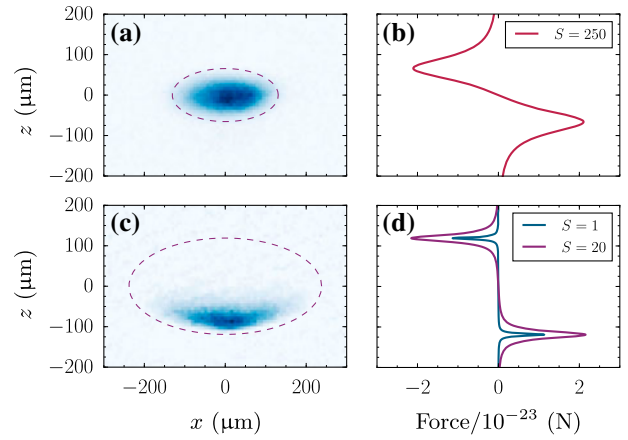 (a)
(b)
S = 250
200
100
0
−100
−200
z (µm)
(c)
(d)
S = 1
S = 20
200
100
0
−100
−200
z (µm)
−200
0
200
x (µm)
−2
0
2
Force/10⁻²³ (N)